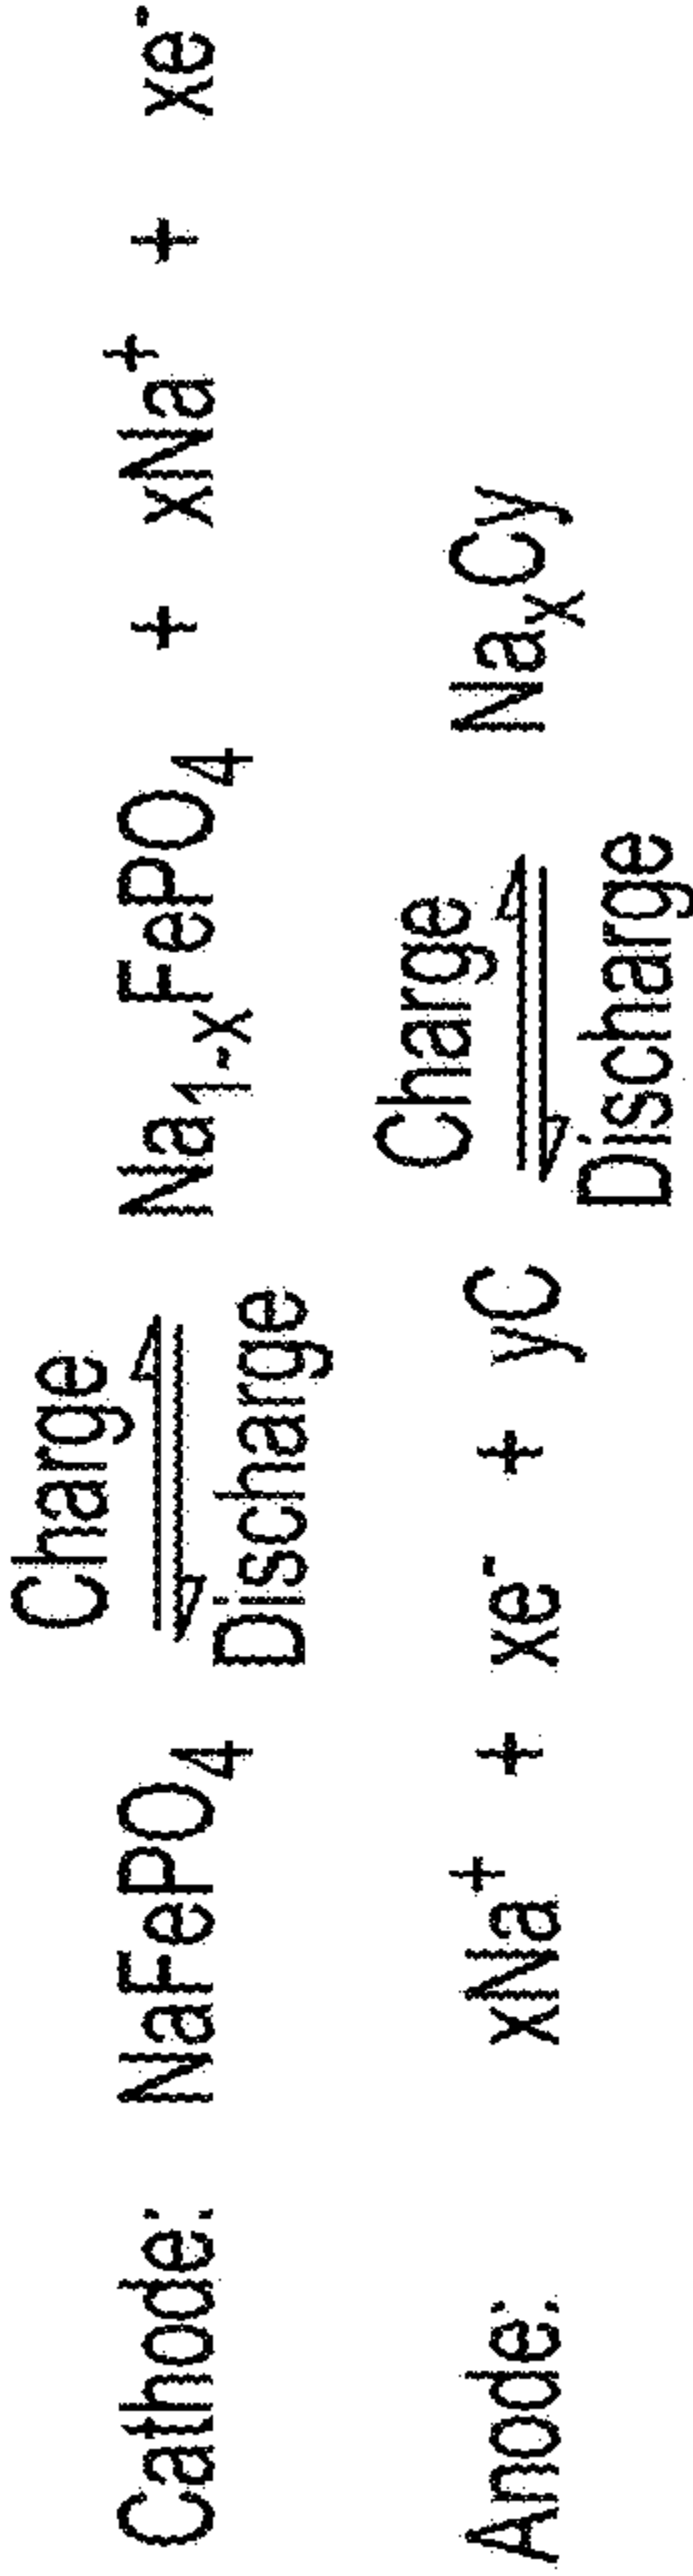 Charge
Cathode: NaFePO₄ ⇌ Na₁₋ₓFePO₄ + xNa⁺ + xe⁻
Discharge
Charge
Anode: xNa⁺ + xe⁻ + yC ⇌ NaₓCy
Discharge